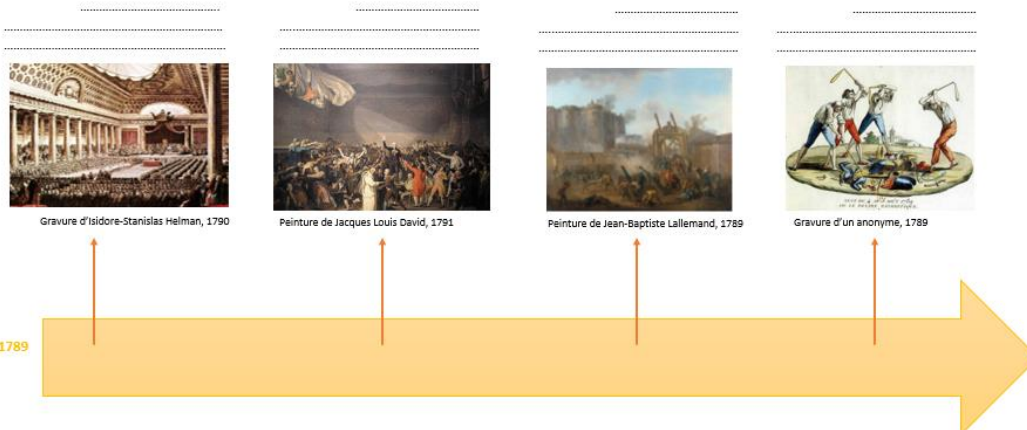 Gravure d'Isidore-Stanislas Helman, 1790
Peinture de Jacques Louis David, 1791
Peinture de Jean-Baptiste Lallemand, 1789
Gravure d'un anonyme, 1789
1789